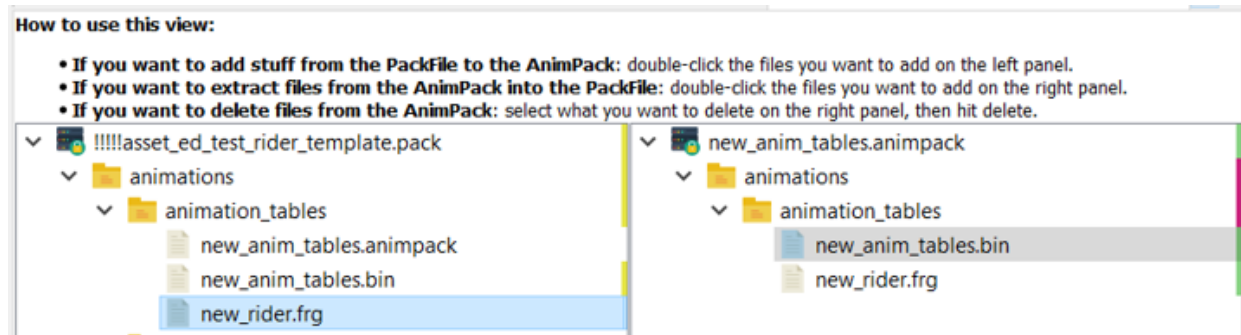 How to use this view:
• If you want to add stuff from the PackFile to the AnimPack: double-click the files you want to add on the left panel.
• If you want to extract files from the AnimPack into the PackFile: double-click the files you want to add on the right panel.
• If you want to delete files from the AnimPack: select what you want to delete on the right panel, then hit delete.
!!!!!asset_ed_test_rider_template.pack
animations
animation_tables
new_anim_tables.animpack
new_anim_tables.bin
new_rider.frg
new_anim_tables.animpack
animations
animation_tables
new_anim_tables.bin
new_rider.frg